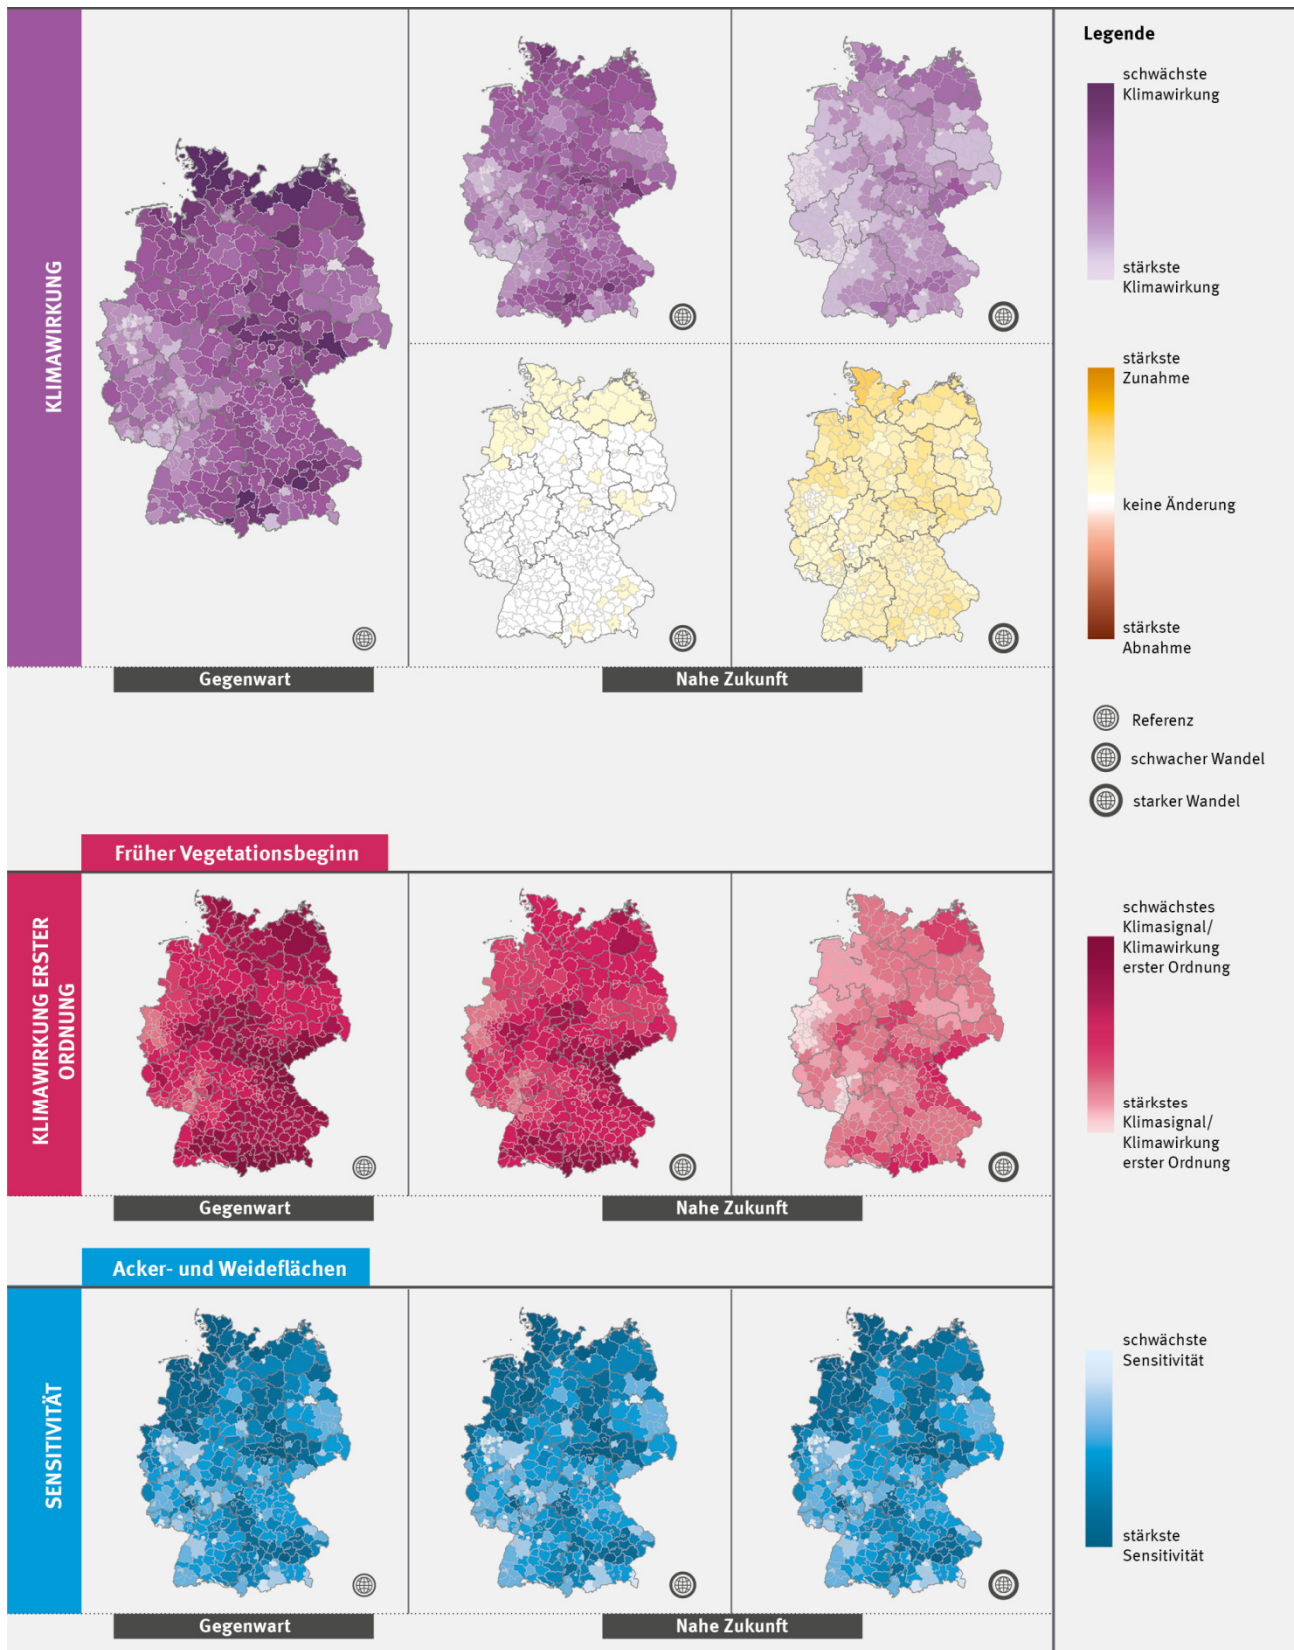 KLIMAWIRKUNG
Gegenwart
Nahe Zukunft
Legende
schwächste
Klimawirkung
stärkste
Klimawirkung
stärkste
Zunahme
keine Änderung
stärkste
Abnahme
Referenz
schwacher Wandel
starker Wandel
Früher Vegetationsbeginn
KLIMAWIRKUNG ERSTER
ORDNUNG
Gegenwart
Nahe Zukunft
schwächstes
Klimasignal/
Klimawirkung
erster Ordnung
stärkstes
Klimasignal/
Klimawirkung
erster Ordnung
Acker- und Weideflächen
SENSITIVITÄT
Gegenwart
Nahe Zukunft
schwächste
Sensitivität
stärkste
Sensitivität